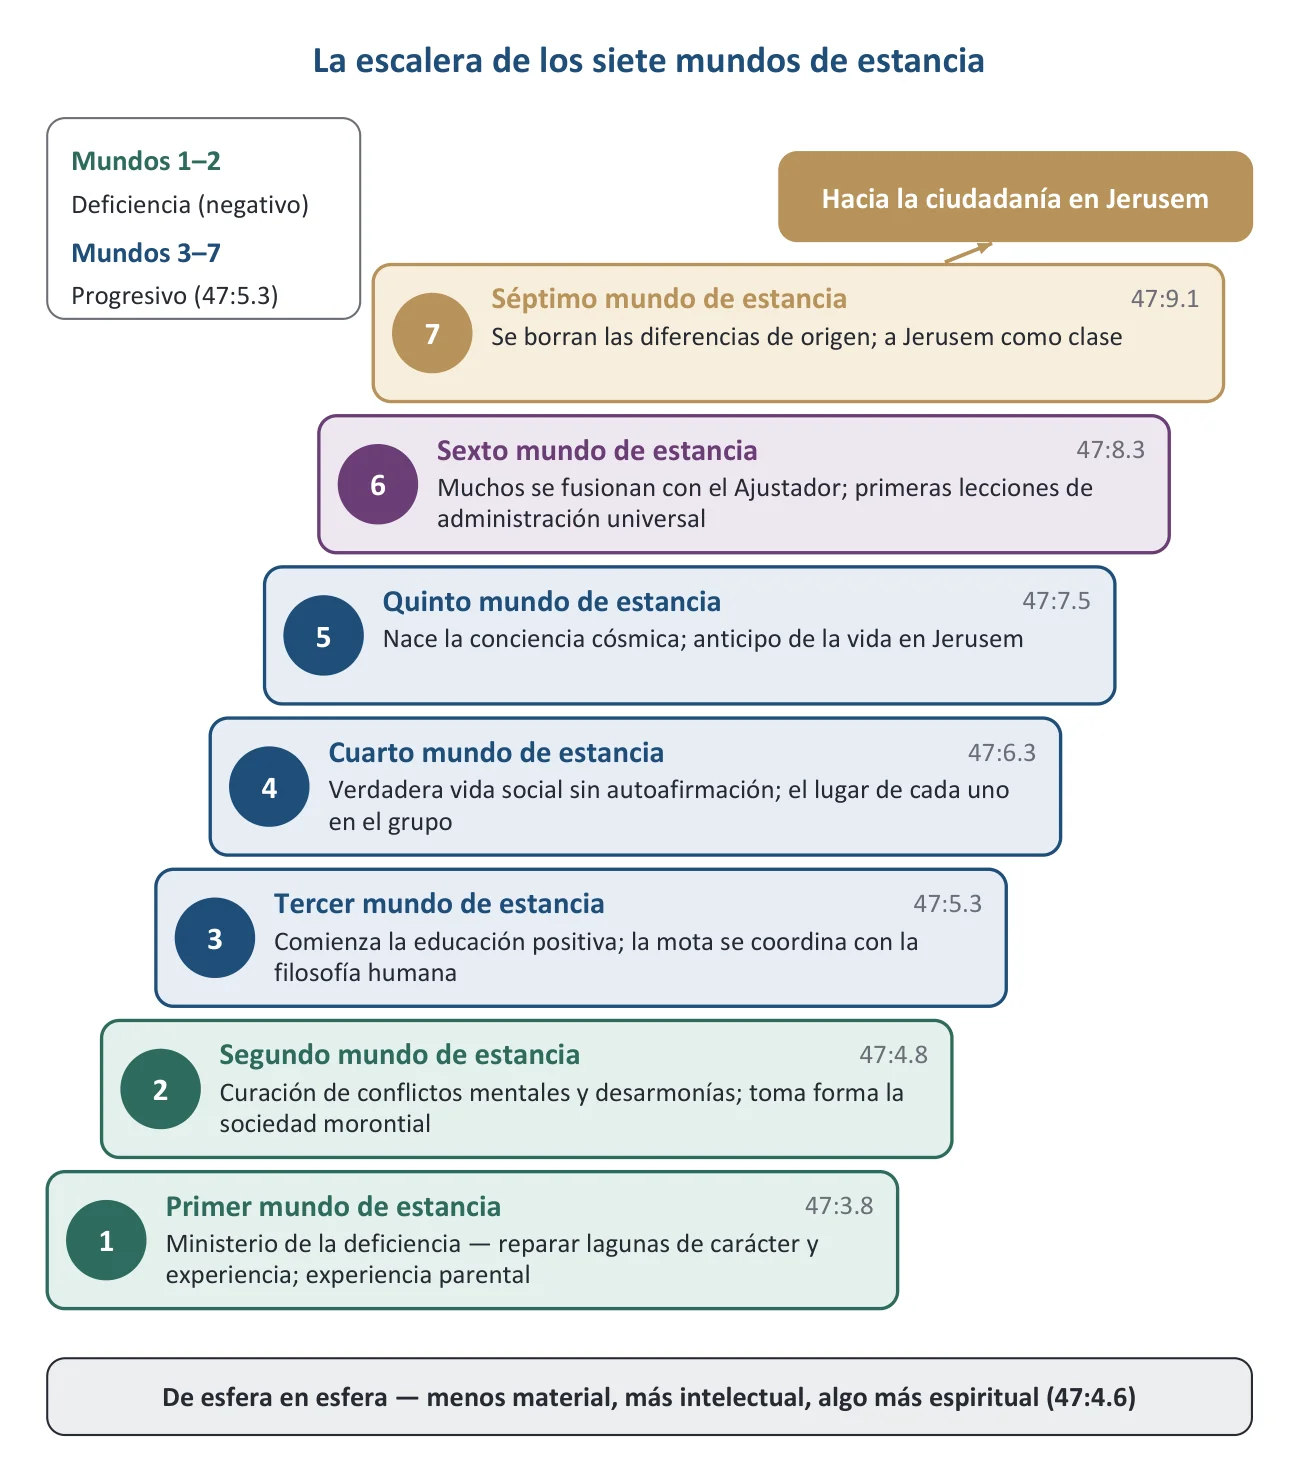 La escalera de los siete mundos de estancia
Mundos 1–2
Deficiencia (negativo)
Mundos 3–7
Progresivo (47:5.3)
Hacia la ciudadanía en Jerusem
7
Séptimo mundo de estancia
47:9.1
Se borran las diferencias de origen; a Jerusem como clase
6
Sexto mundo de estancia
47:8.3
Muchos se fusionan con el Ajustador; primeras lecciones de
administración universal
5
Quinto mundo de estancia
47:7.5
Nace la conciencia cósmica; anticipo de la vida en Jerusem
4
Cuarto mundo de estancia
47:6.3
Verdadera vida social sin autoafirmación; el lugar de cada uno
en el grupo
3
Tercer mundo de estancia
47:5.3
Comienza la educación positiva; la mota se coordina con la
filosofía humana
2
Segundo mundo de estancia
47:4.8
Curación de conflictos mentales y desarmonías; toma forma la
sociedad morontial
1
Primer mundo de estancia
47:3.8
Ministerio de la deficiencia — reparar lagunas de carácter y
experiencia; experiencia parental
De esfera en esfera — menos material, más intelectual, algo más espiritual (47:4.6)